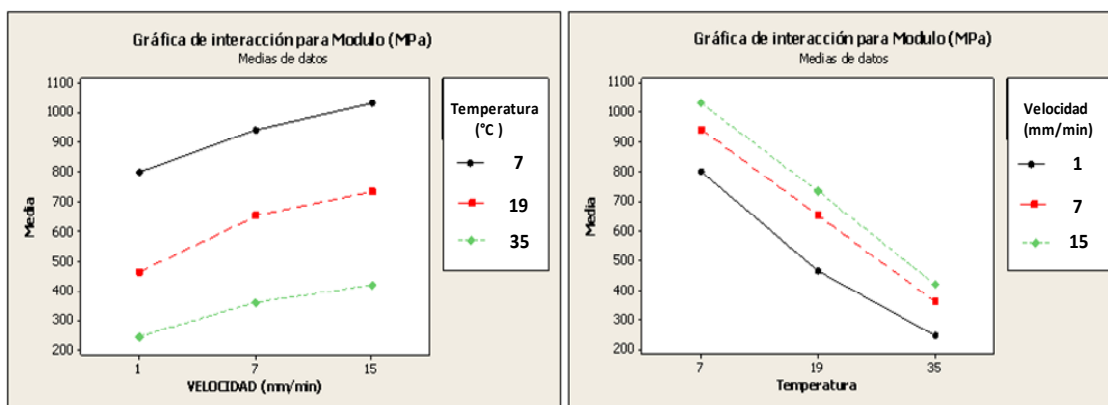 Gráfica de interacción para Modulo (MPa)
Medias de datos
1100
1000
900
800
700
600
500
400
300
200
Media
1
7
15
VELOCIDAD (mm/min)
Temperatura
(°C )
7
19
35
Gráfica de interacción para Modulo (MPa)
Medias de datos
1100
1000
900
800
700
600
500
400
300
200
Media
7
19
35
Temperatura
Velocidad
(mm/min)
1
7
15